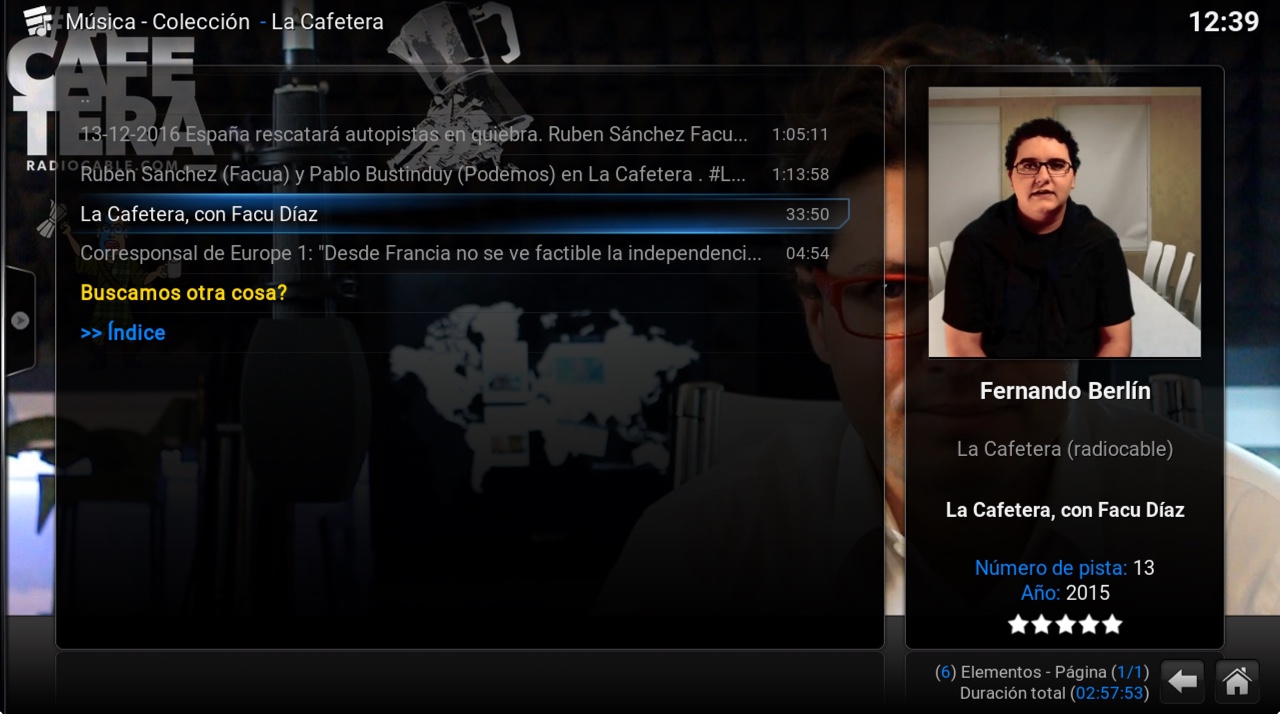 Música - Colección - La Cafetera
12:39
#LA
CAFE
TERA
RADIOCABLE.COM
..
13-12-2016 España rescatará autopistas en quiebra. Ruben Sánchez Facu... 1:05:11
Rubén Sánchez (Facua) y Pablo Bustinduy (Podemos) en La Cafetera . #L... 1:13:58
La Cafetera, con Facu Díaz 33:50
Corresponsal de Europe 1: "Desde Francia no se ve factible la independenci... 04:54
Buscamos otra cosa?
>> Índice
Fernando Berlín
La Cafetera (radiocable)
La Cafetera, con Facu Díaz
Número de pista: 13
Año: 2015
(6) Elementos - Página (1/1)
Duración total (02:57:53)